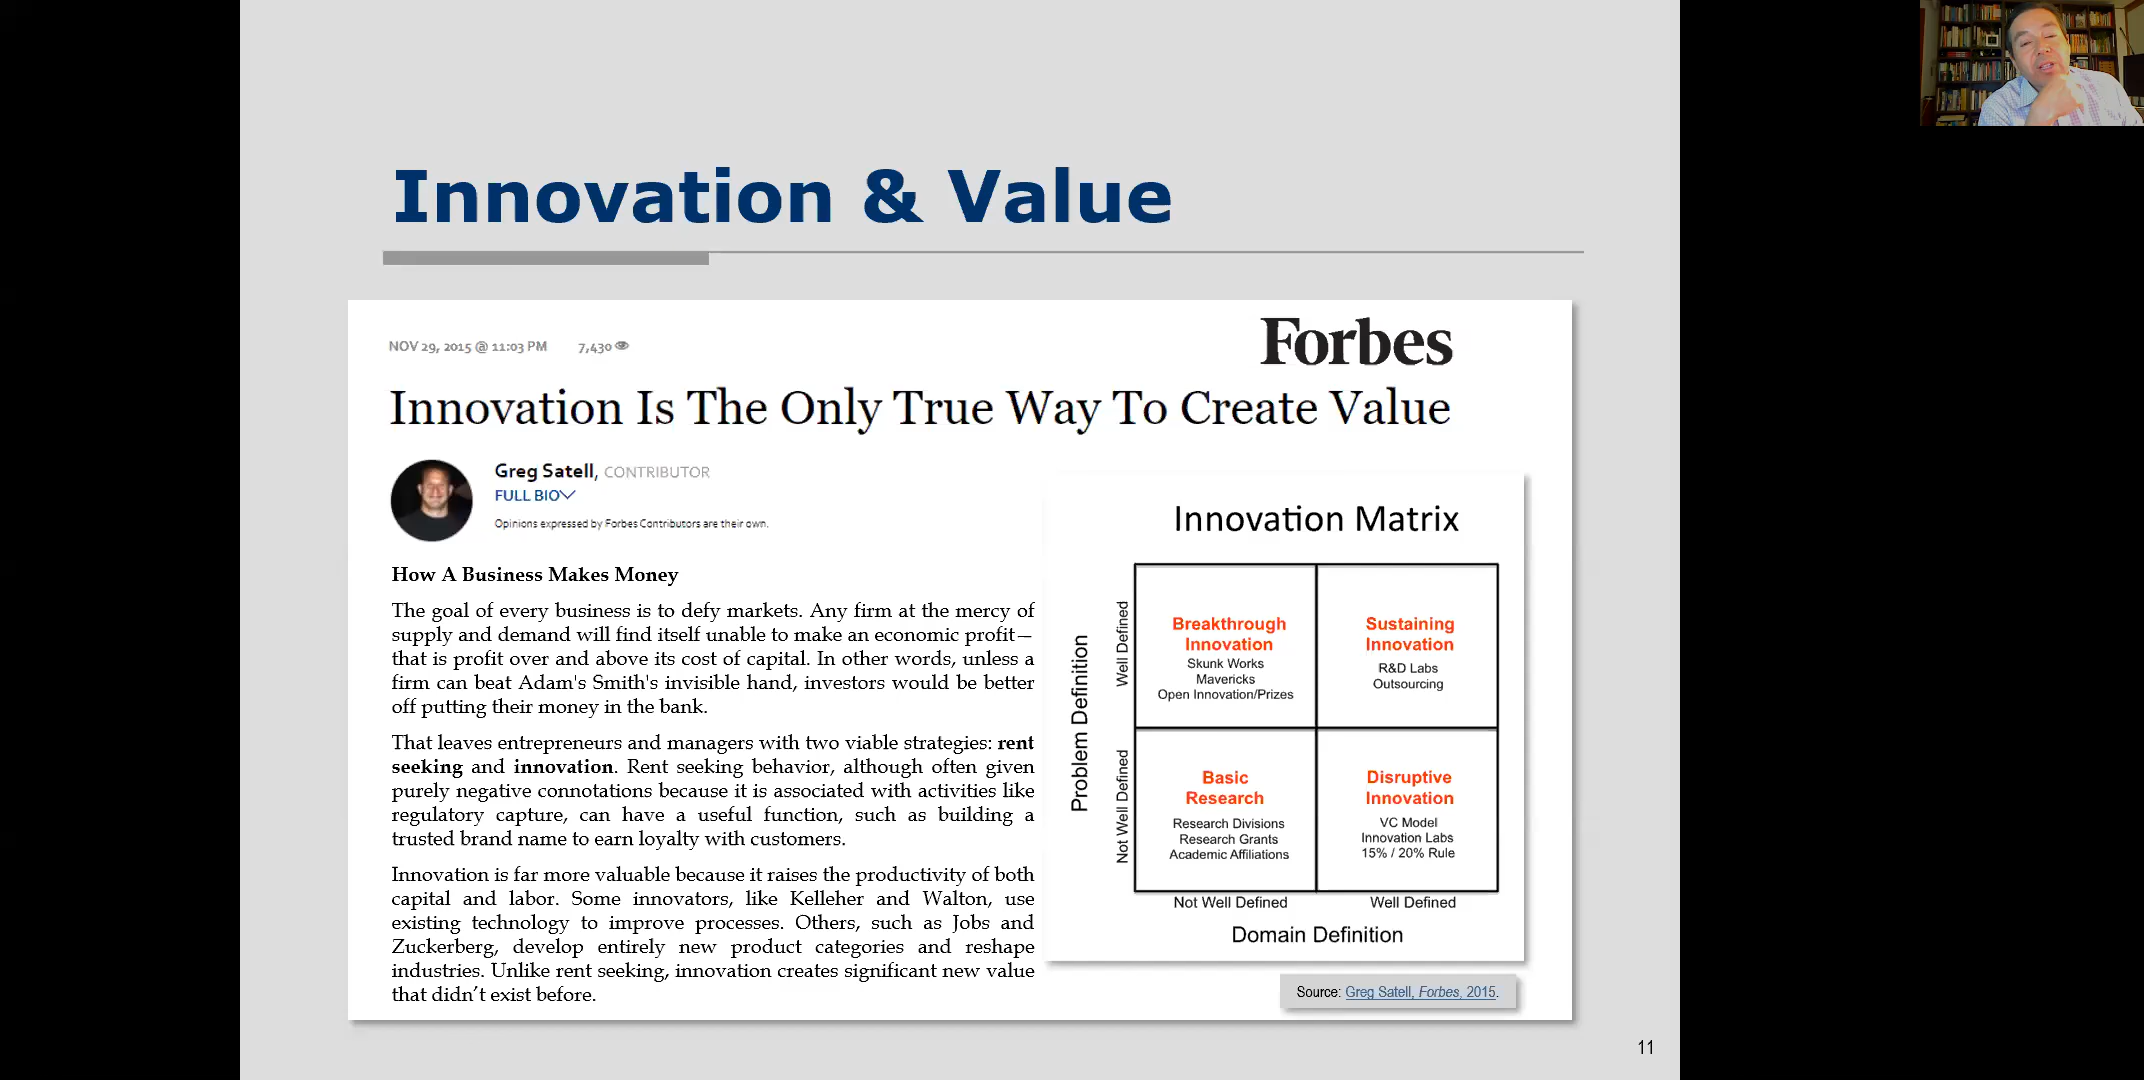 Innovation & Value
NOV 29, 2015 @ 11:03 PM 7,430
Forbes
Innovation Is The Only True Way To Create Value
Greg Satell, CONTRIBUTOR
FULL BIO
Opinions expressed by Forbes Contributors are their own.
How A Business Makes Money
The goal of every business is to defy markets. Any firm at the mercy of
supply and demand will find itself unable to make an economic profit—
that is profit over and above its cost of capital. In other words, unless a
firm can beat Adam's Smith's invisible hand, investors would be better
off putting their money in the bank.
That leaves entrepreneurs and managers with two viable strategies: rent
seeking and innovation. Rent seeking behavior, although often given
purely negative connotations because it is associated with activities like
regulatory capture, can have a useful function, such as building a
trusted brand name to earn loyalty with customers.
Innovation is far more valuable because it raises the productivity of both
capital and labor. Some innovators, like Kelleher and Walton, use
existing technology to improve processes. Others, such as Jobs and
Zuckerberg, develop entirely new product categories and reshape
industries. Unlike rent seeking, innovation creates significant new value
that didn't exist before.
Innovation Matrix
Problem Definition
Well Defined
Not Well Defined
Breakthrough
Innovation
Skunk Works
Mavericks
Open Innovation/Prizes
Sustaining
Innovation
R&D Labs
Outsourcing
Basic
Research
Research Divisions
Research Grants
Academic Affiliations
Disruptive
Innovation
VC Model
Innovation Labs
15% / 20% Rule
Not Well Defined
Well Defined
Domain Definition
Source: Greg Satell, Forbes, 2015.
11